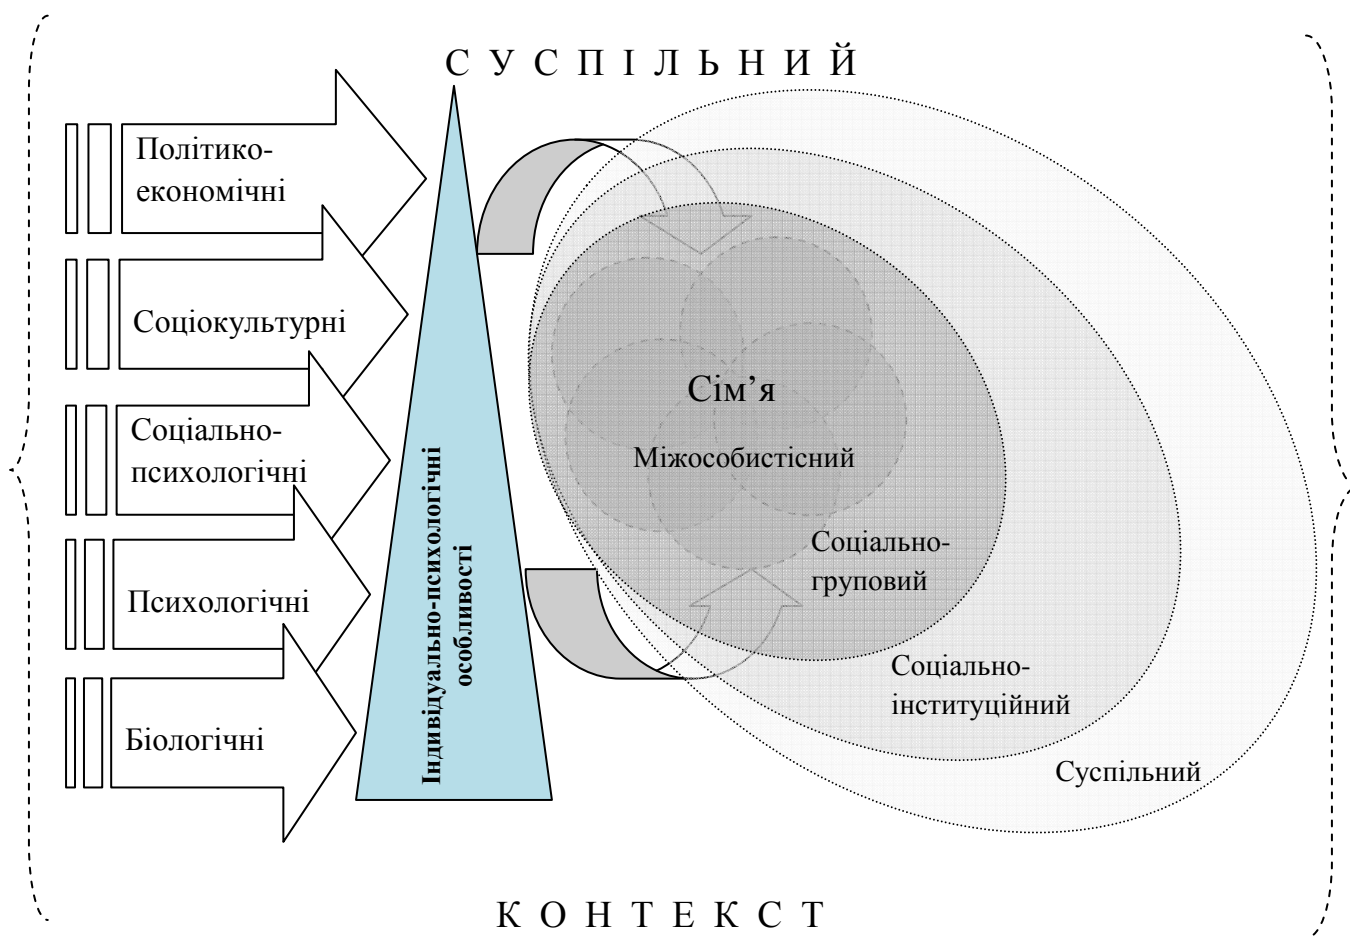 С У С П І Л Ь Н И Й
Політико-
економічні
Соціокультурні
Соціально-
психологічні
Психологічні
Біологічні
Індивідуально-психологічні
особливості
Сім’я
Міжособистісний
Соціально-
груповий
Соціально-
інституційний
Суспільний
К О Н Т Е К С Т